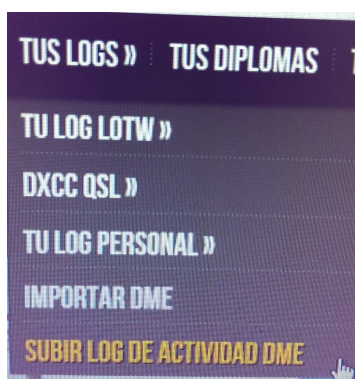 TUS LOGS » TUS DIPLOMAS
TU LOG LOTW »
DXCC QSL »
TU LOG PERSONAL »
IMPORTAR DME
SUBIR LOG DE ACTIVIDAD DME